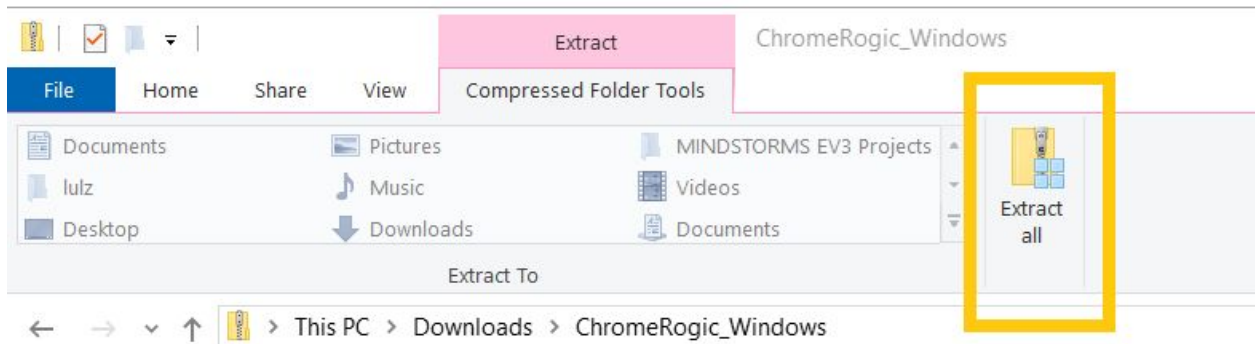 Extract ChromeRogic_Windows
File Home Share View Compressed Folder Tools
Documents Pictures MINDSTORMS EV3 Projects
lulz Music Videos
Desktop Downloads Documents
Extract
all
Extract To
This PC > Downloads > ChromeRogic_Windows